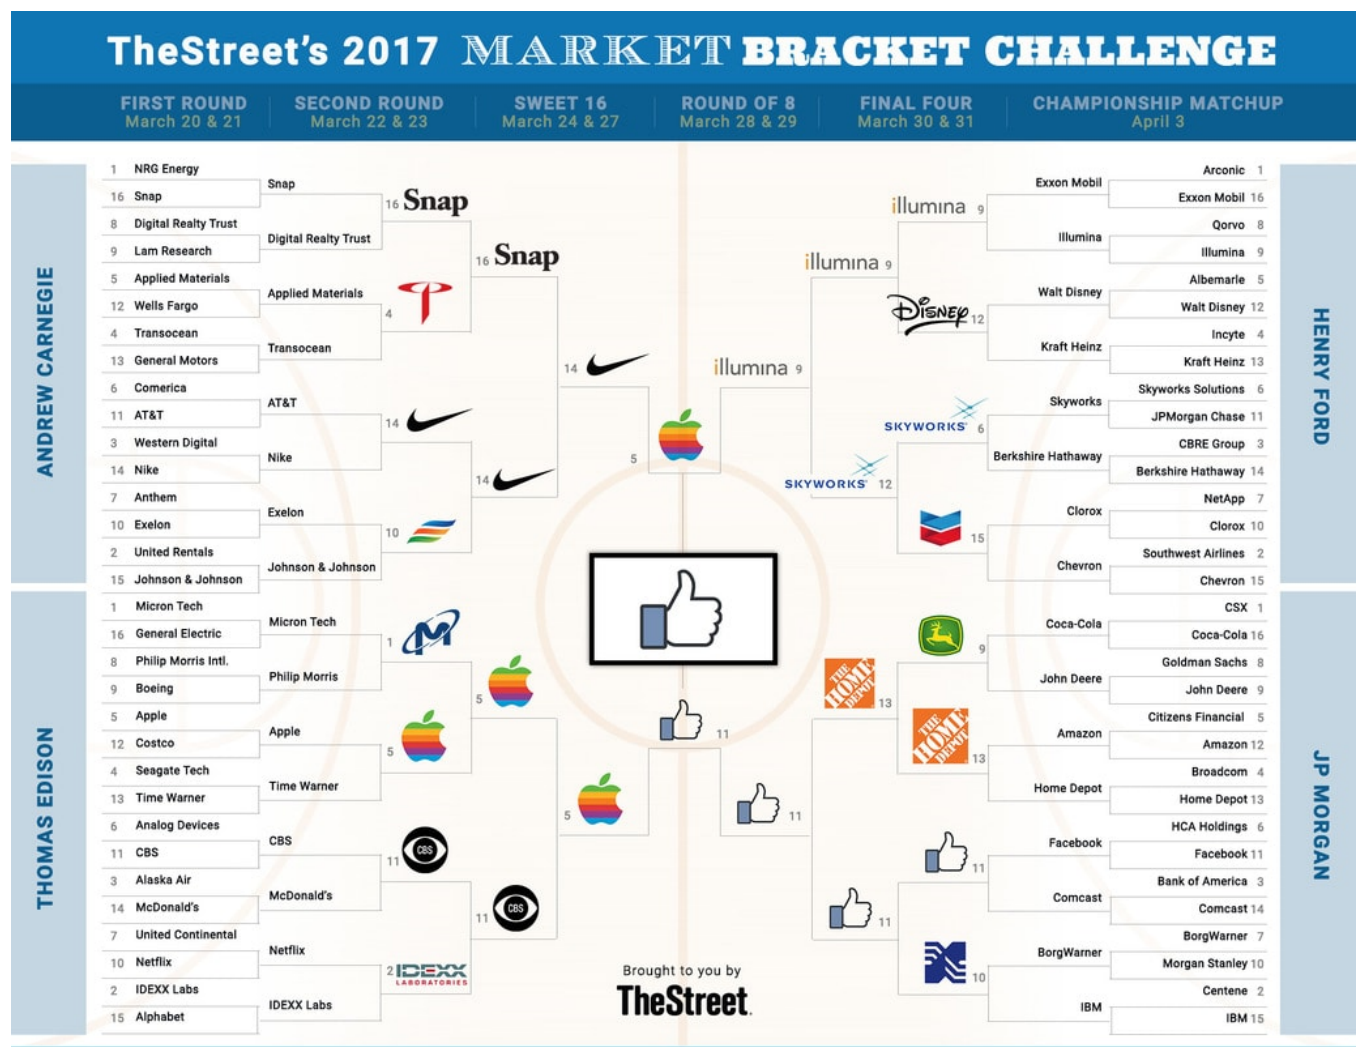 TheStreet's 2017 MARKET BRACKET CHALLENGE
FIRST ROUND
March 20 & 21
SECOND ROUND
March 22 & 23
SWEET 16
March 24 & 27
ROUND OF 8
March 28 & 29
FINAL FOUR
March 30 & 31
CHAMPIONSHIP MATCHUP
April 3
ANDREW CARNEGIE
1 NRG Energy
16 Snap
8 Digital Realty Trust
9 Lam Research
5 Applied Materials
12 Wells Fargo
4 Transocean
13 General Motors
6 Comerica
11 AT&T
3 Western Digital
14 Nike
7 Anthem
10 Exelon
2 United Rentals
15 Johnson & Johnson
Snap
Digital Realty Trust
Applied Materials
Transocean
AT&T
Nike
Exelon
Johnson & Johnson
16 Snap
4
14
10
16 Snap
14
14
THOMAS EDISON
1 Micron Tech
16 General Electric
8 Philip Morris Intl.
9 Boeing
5 Apple
12 Costco
4 Seagate Tech
13 Time Warner
6 Analog Devices
11 CBS
3 Alaska Air
14 McDonald's
7 United Continental
10 Netflix
2 IDEXX Labs
15 Alphabet
Micron Tech
Philip Morris
Apple
Time Warner
CBS
McDonald's
Netflix
IDEXX Labs
1 M
5
11 CBS
2 IDEXX
LABORATORIES
5
11 CBS
5
5
11
HENRY FORD
Arconic 1
Exxon Mobil 16
Qorvo 8
Illumina 9
Albemarle 5
Walt Disney 12
Incyte 4
Kraft Heinz 13
Skyworks Solutions 6
JPMorgan Chase 11
CBRE Group 3
Berkshire Hathaway 14
NetApp 7
Clorox 10
Southwest Airlines 2
Chevron 15
Exxon Mobil
Illumina
Walt Disney
Kraft Heinz
Skyworks
Berkshire Hathaway
Clorox
Chevron
illumina 9
Disney 12
SKYWORKS 6
15
illumina 9
SKYWORKS 12
illumina 9
JP MORGAN
CSX 1
Coca-Cola 16
Goldman Sachs 8
John Deere 9
Citizens Financial 5
Amazon 12
Broadcom 4
Home Depot 13
HCA Holdings 6
Facebook 11
Bank of America 3
Comcast 14
BorgWarner 7
Morgan Stanley 10
Centene 2
IBM 15
Coca-Cola
John Deere
Amazon
Home Depot
Facebook
Comcast
BorgWarner
IBM
9
THE HOME DEPOT 13
11
10
THE HOME DEPOT 13
11
11
Brought to you by
TheStreet.